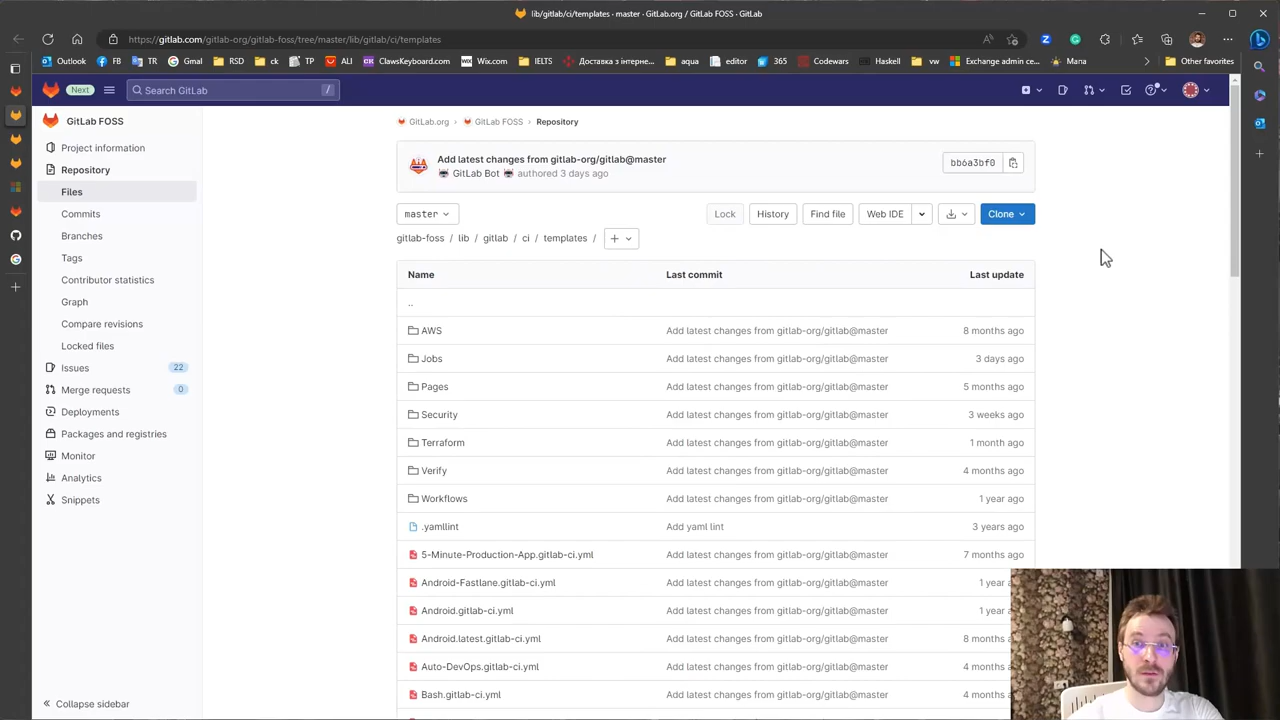 lib/gitlab/ci/templates · master · GitLab.org / GitLab FOSS · GitLab
https://gitlab.com/gitlab-org/gitlab-foss/tree/master/lib/gitlab/ci/templates
Outlook FB TR Gmal RSD ck TP ALI ClawsKeyboard.com Win IELTS Доставка з інтерне... aqua editor 365 Codewars Haskell vw Exchange admin ce... Mana Other favorites
Next Search GitLab /
GitLab FOSS
Project information
Repository
Files
Commits
Branches
Tags
Contributor statistics
Graph
Compare revisions
Locked files
Issues 22
Merge requests 0
Deployments
Packages and registries
Monitor
Analytics
Snippets
Collapse sidebar
GitLab.org › GitLab FOSS › Repository
Add latest changes from gitlab-org/gitlab@master
GitLab Bot authored 3 days ago
bb6a3bf0
master Lock History Find file Web IDE Clone
gitlab-foss / lib / gitlab / ci / templates / +
Name Last commit Last update
..
AWS Add latest changes from gitlab-org/gitlab@master 8 months ago
Jobs Add latest changes from gitlab-org/gitlab@master 3 days ago
Pages Add latest changes from gitlab-org/gitlab@master 5 months ago
Security Add latest changes from gitlab-org/gitlab@master 3 weeks ago
Terraform Add latest changes from gitlab-org/gitlab@master 1 month ago
Verify Add latest changes from gitlab-org/gitlab@master 4 months ago
Workflows Add latest changes from gitlab-org/gitlab@master 1 year ago
.yamllint Add yaml lint 3 years ago
5-Minute-Production-App.gitlab-ci.yml Add latest changes from gitlab-org/gitlab@master 7 months ago
Android-Fastlane.gitlab-ci.yml Add latest changes from gitlab-org/gitlab@master 1 year
Android.gitlab-ci.yml Add latest changes from gitlab-org/gitlab@master 1 year
Android.latest.gitlab-ci.yml Add latest changes from gitlab-org/gitlab@master 8 months
Auto-DevOps.gitlab-ci.yml Add latest changes from gitlab-org/gitlab@master 4 months
Bash.gitlab-ci.yml Add latest changes from gitlab-org/gitlab@master 4 months